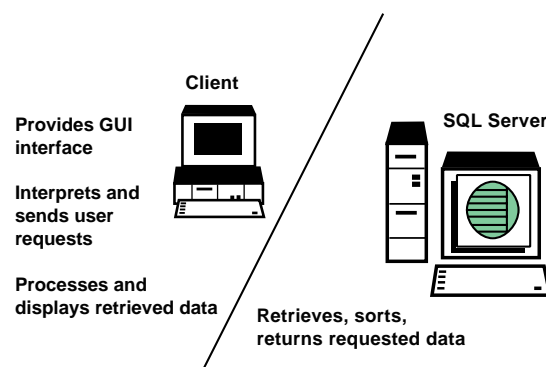 Client
Provides GUI
interface
Interprets and
sends user
requests
Processes and
displays retrieved data
SQL Server
Retrieves, sorts,
returns requested data